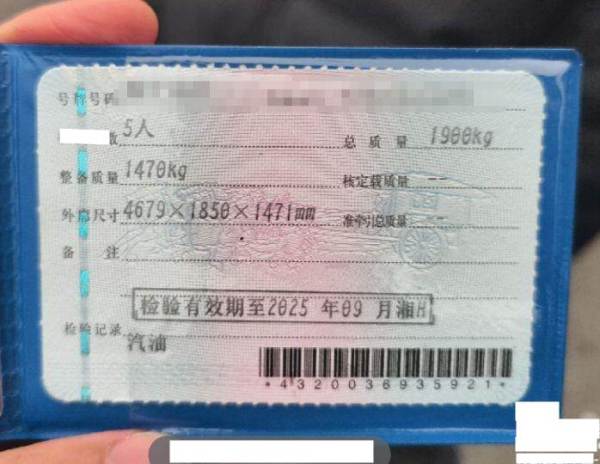 号牌号码
数 5人 总质量 1900kg
整备质量 1470kg 核定载质量 --
外廓尺寸 4679×1850×1471mm 准牵引总质量 --
备注
检验有效期至2025年09月湘H
检验记录
汽油
*4320036935921*